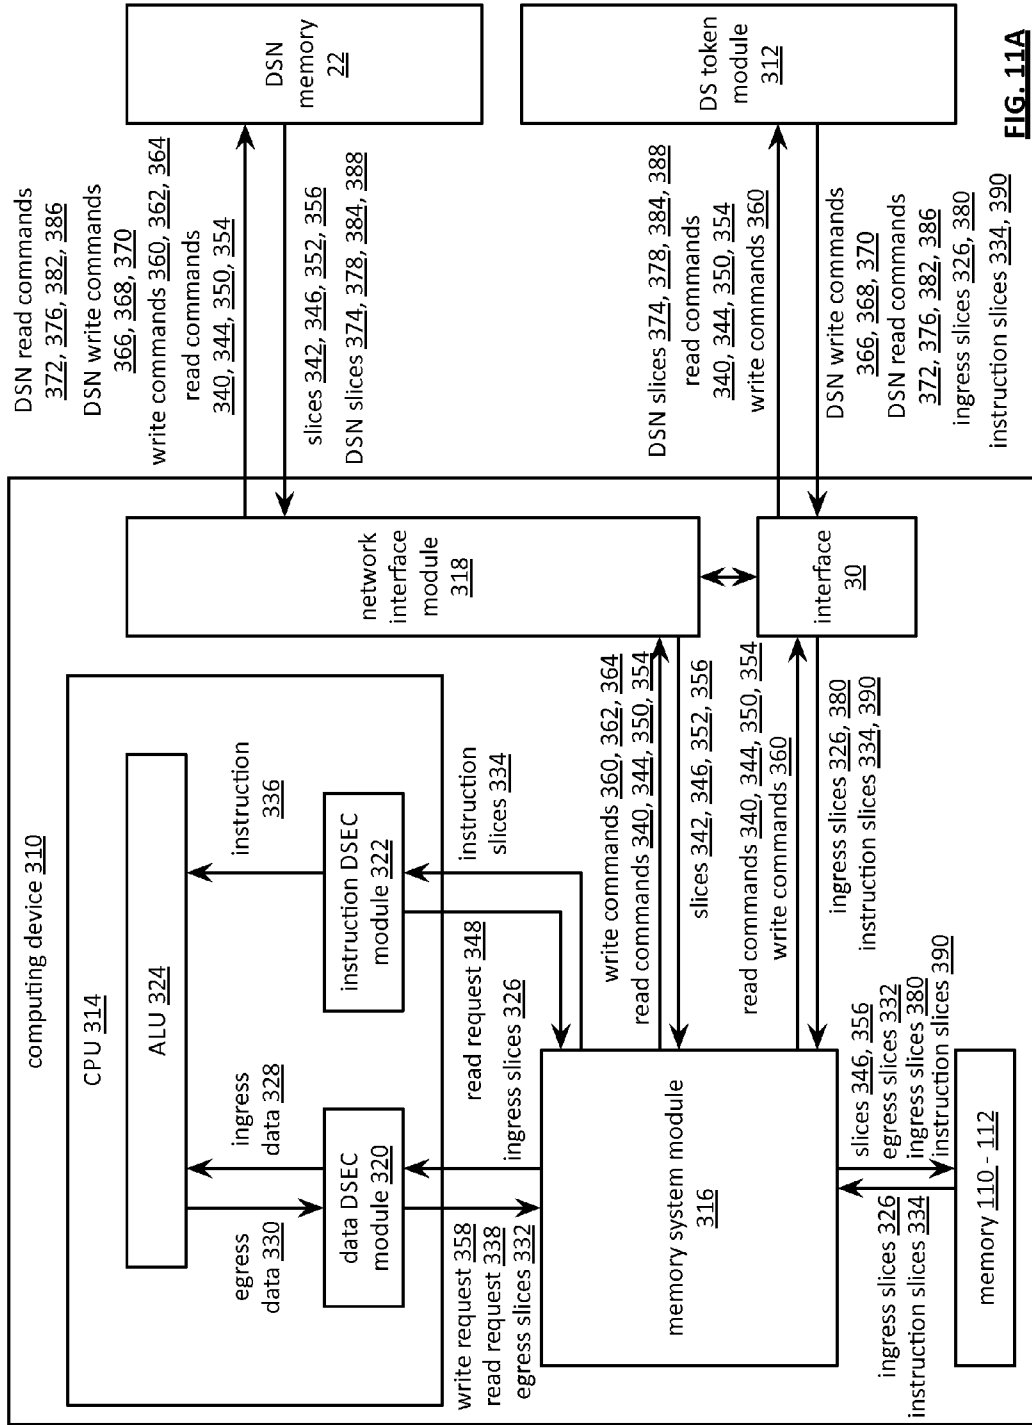 computing device 310
CPU 314
ALU 324
egress
data 330
ingress
data 328
instruction
336
data DSEC
module 320
instruction DSEC
module 322
write request 358
read request 338
egress slices 332
ingress slices 326
read request 348
instruction
slices 334
memory system module
316
ingress slices 326
instruction slices 334
slices 346, 356
egress slices 332
ingress slices 380
instruction slices 390
memory 110 - 112
write commands 360, 362, 364
read commands 340, 344, 350, 354
slices 342, 346, 352, 356
read commands 340, 344, 350, 354
write commands 360
ingress slices 326, 380
instruction slices 334, 390
network
interface
module
318
interface
30
DSN read commands
372, 376, 382, 386
DSN write commands
366, 368, 370
write commands 360, 362, 364
read commands
340, 344, 350, 354
slices 342, 346, 352, 356
DSN slices 374, 378, 384, 388
DSN slices 374, 378, 384, 388
read commands
340, 344, 350, 354
write commands 360
DSN write commands
366, 368, 370
DSN read commands
372, 376, 382, 386
ingress slices 326, 380
instruction slices 334, 390
DSN
memory
22
DS token
module
312
FIG. 11A